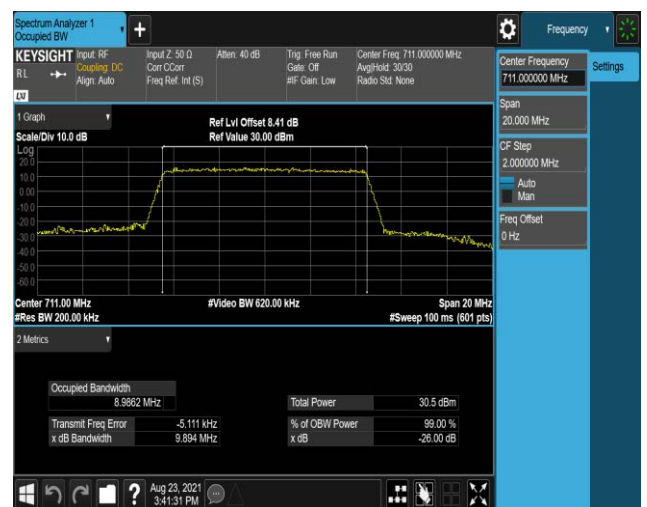 Spectrum Analyzer 1
Occupied BW
Frequency
KEYSIGHT
RL
LXI
Input: RF
Coupling: DC
Align: Auto
Input Z: 50 Ω
Corr CCorr
Freq Ref: Int (S)
Atten: 40 dB
Trig: Free Run
Gate: Off
#IF Gain: Low
Center Freq: 711.000000 MHz
Avg|Hold: 30/30
Radio Std: None
Center Frequency
711.000000 MHz
Settings
Span
20.000 MHz
CF Step
2.000000 MHz
Auto
Man
Freq Offset
0 Hz
1 Graph
Scale/Div 10.0 dB
Ref Lvl Offset 8.41 dB
Ref Value 30.00 dBm
Log
20.0
10.0
0.00
-10.0
-20.0
-30.0
-40.0
-50.0
-60.0
Center 711.00 MHz
#Res BW 200.00 kHz
#Video BW 620.00 kHz
Span 20 MHz
#Sweep 100 ms (601 pts)
2 Metrics
Occupied Bandwidth
8.9862 MHz
Total Power 30.5 dBm
Transmit Freq Error -5.111 kHz
% of OBW Power 99.00 %
x dB Bandwidth 9.894 MHz
x dB -26.00 dB
?
Aug 23, 2021
3:41:31 PM